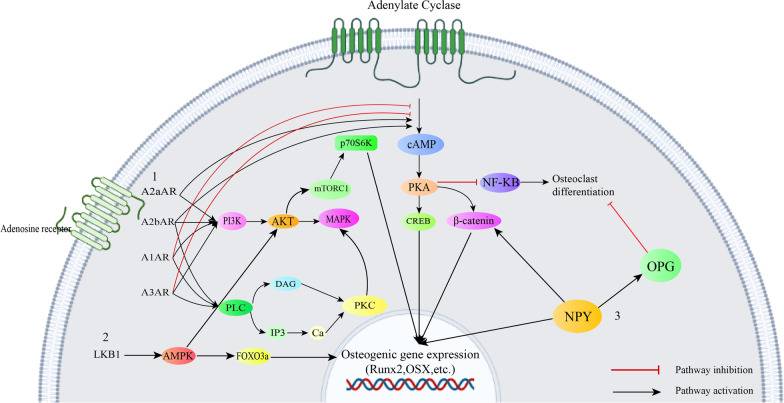 Adenylate Cyclase
p70S6K
cAMP
1
A2aAR
mTORC1
PKA
NF-KB
Osteoclast
differentiation
Adenosine receptor
A2bAR
PI3K
AKT
MAPK
CREB
β-catenin
A1AR
OPG
A3AR
DAG
PLC
PKC
NPY
3
2
IP3
Ca
LKB1
AMPK
FOXO3a
Osteogenic gene expression
(Runx2,OSX,etc.)
Pathway inhibition
Pathway activation